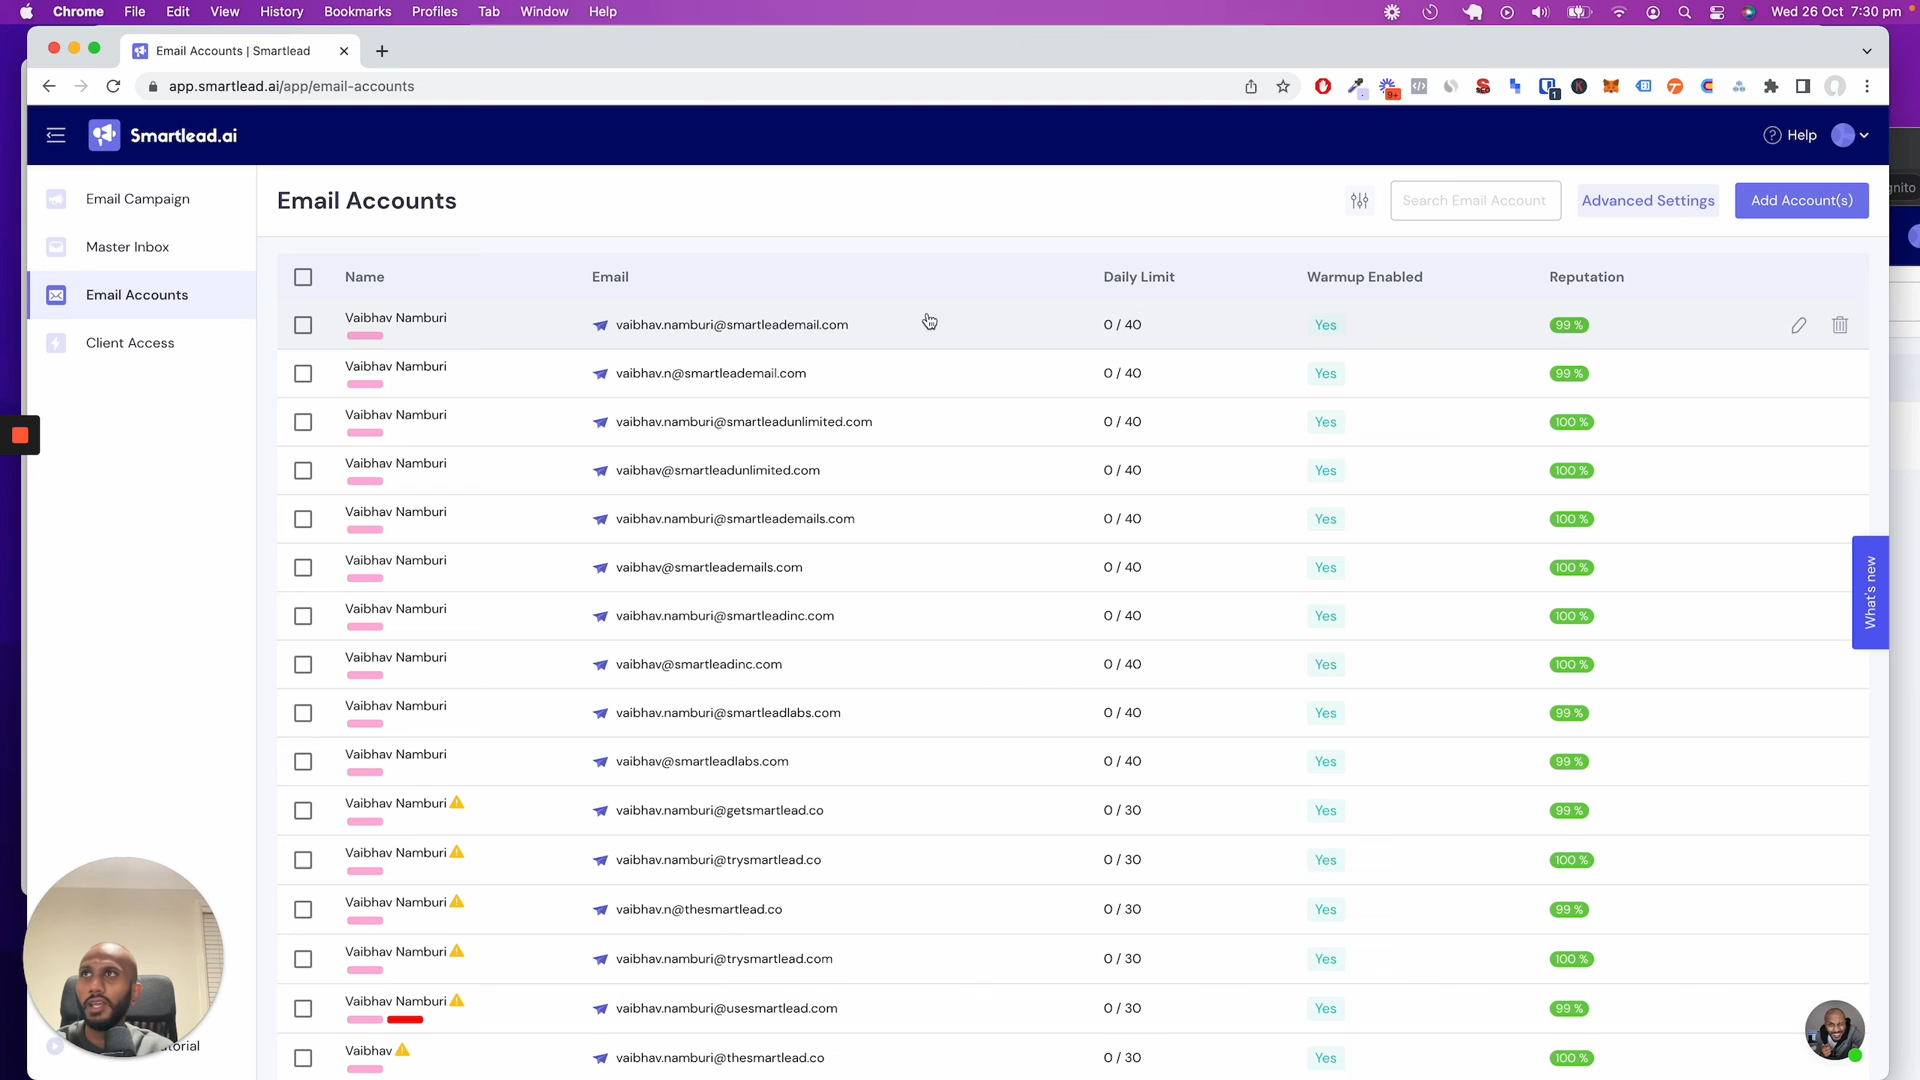 Chrome File Edit View History Bookmarks Profiles Tab Window Help
Wed 26 Oct 7:30 pm
Email Accounts | Smartlead
app.smartlead.ai/app/email-accounts
9+
1
Smartlead.ai
Help
Email Campaign
Master Inbox
Email Accounts
Client Access
Email Accounts
Search Email Account
Advanced Settings
Add Account(s)
Name Email Daily Limit Warmup Enabled Reputation
Vaibhav Namburi vaibhav.namburi@smartleademail.com 0 / 40 Yes 99 %
Vaibhav Namburi vaibhav.n@smartleademail.com 0 / 40 Yes 99 %
Vaibhav Namburi vaibhav.namburi@smartleadunlimited.com 0 / 40 Yes 100 %
Vaibhav Namburi vaibhav@smartleadunlimited.com 0 / 40 Yes 100 %
Vaibhav Namburi vaibhav.namburi@smartleademails.com 0 / 40 Yes 100 %
Vaibhav Namburi vaibhav@smartleademails.com 0 / 40 Yes 100 %
Vaibhav Namburi vaibhav.namburi@smartleadinc.com 0 / 40 Yes 100 %
Vaibhav Namburi vaibhav@smartleadinc.com 0 / 40 Yes 100 %
Vaibhav Namburi vaibhav.namburi@smartleadlabs.com 0 / 40 Yes 99 %
Vaibhav Namburi vaibhav@smartleadlabs.com 0 / 40 Yes 99 %
Vaibhav Namburi vaibhav.namburi@getsmartlead.co 0 / 30 Yes 99 %
Vaibhav Namburi vaibhav.namburi@trysmartlead.co 0 / 30 Yes 100 %
Vaibhav Namburi vaibhav.n@thesmartlead.co 0 / 30 Yes 99 %
Vaibhav Namburi vaibhav.namburi@trysmartlead.com 0 / 30 Yes 100 %
Vaibhav Namburi vaibhav.namburi@usesmartlead.com 0 / 30 Yes 99 %
Vaibhav vaibhav.namburi@thesmartlead.co 0 / 30 Yes 100 %
What's new